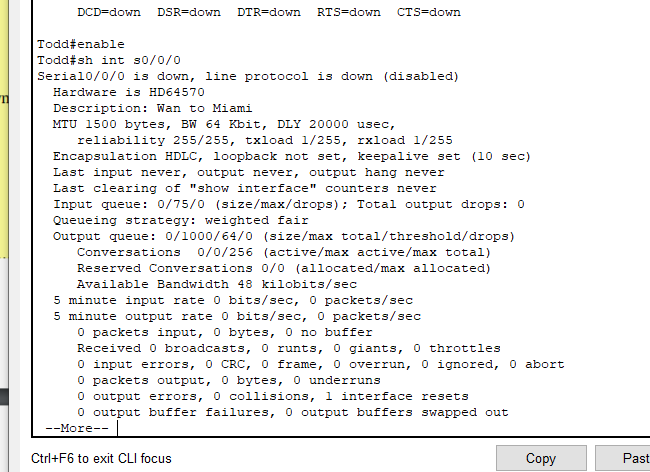 DCD=down DSR=down DTR=down RTS=down CTS=down
Todd#enable
Todd#sh int s0/0/0
Serial0/0/0 is down, line protocol is down (disabled)
Hardware is HD64570
Description: Wan to Miami
MTU 1500 bytes, BW 64 Kbit, DLY 20000 usec,
reliability 255/255, txload 1/255, rxload 1/255
Encapsulation HDLC, loopback not set, keepalive set (10 sec)
Last input never, output never, output hang never
Last clearing of "show interface" counters never
Input queue: 0/75/0 (size/max/drops); Total output drops: 0
Queueing strategy: weighted fair
Output queue: 0/1000/64/0 (size/max total/threshold/drops)
Conversations 0/0/256 (active/max active/max total)
Reserved Conversations 0/0 (allocated/max allocated)
Available Bandwidth 48 kilobits/sec
5 minute input rate 0 bits/sec, 0 packets/sec
5 minute output rate 0 bits/sec, 0 packets/sec
0 packets input, 0 bytes, 0 no buffer
Received 0 broadcasts, 0 runts, 0 giants, 0 throttles
0 input errors, 0 CRC, 0 frame, 0 overrun, 0 ignored, 0 abort
0 packets output, 0 bytes, 0 underruns
0 output errors, 0 collisions, 1 interface resets
0 output buffer failures, 0 output buffers swapped out
--More--
Ctrl+F6 to exit CLI focus
Copy
Past